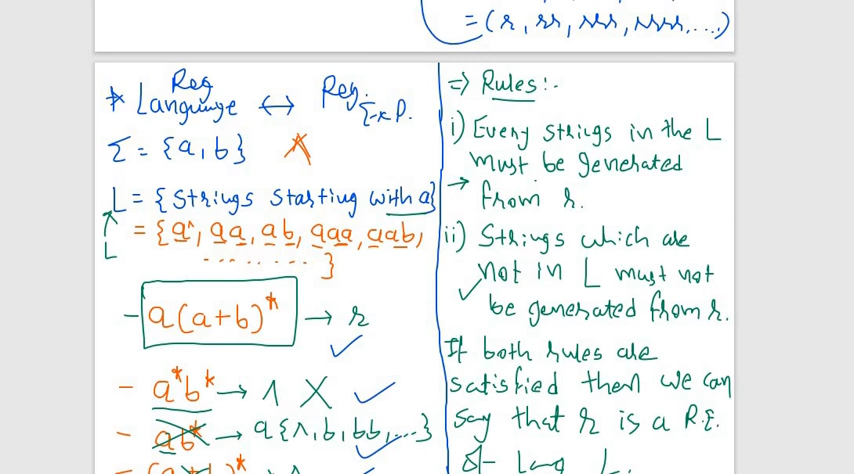 = (r, rr, rrr, rrrr, ...)
* Reg Language ↔ Reg. Exp.
Σ = {a, b} ⋏
L = {Strings starting with a}
L = {a, aa, ab, aaa, aab,
.........}
- a(a+b)* → r
✓
- a*b* → ⋀ X ✓
- ab* → a{⋀, b, bb, ...}
✓
⇒ Rules:-
i) Every strings in the L
must be generated
→ from r.
ii) Strings which are
not in L must not
✓ be generated from r.
If both rules are
satisfied then we can
say that r is a R.E.
of Lang L.